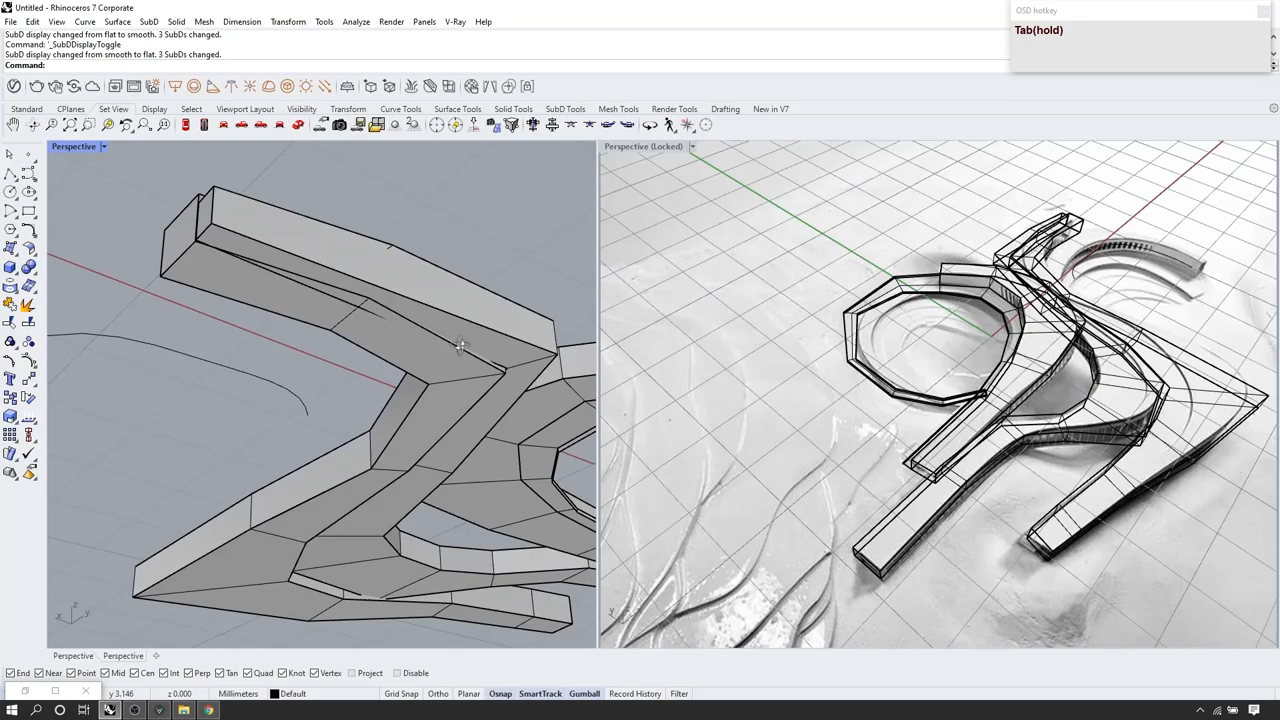 Untitled - Rhinoceros 7 Corporate
File Edit View Curve Surface SubD Solid Mesh Dimension Transform Tools Analyze Render Panels V-Ray Help
SubD display changed from flat to smooth. 3 SubDs changed.
Command: '_SubDDisplayToggle
SubD display changed from smooth to flat. 3 SubDs changed.
Command:
OSD hotkey
Tab(hold)
Standard CPlanes Set View Display Select Viewport Layout Visibility Transform Curve Tools Surface Tools Solid Tools SubD Tools Mesh Tools Render Tools Drafting New in V7
Perspective
Perspective (Locked)
z
x y
y
Perspective Perspective
End Near Point Mid Cen Int Perp Tan Quad Knot Vertex Project Disable
y 3.146 z 0.000 Millimeters Default Grid Snap Ortho Planar Osnap SmartTrack Gumball Record History Filter